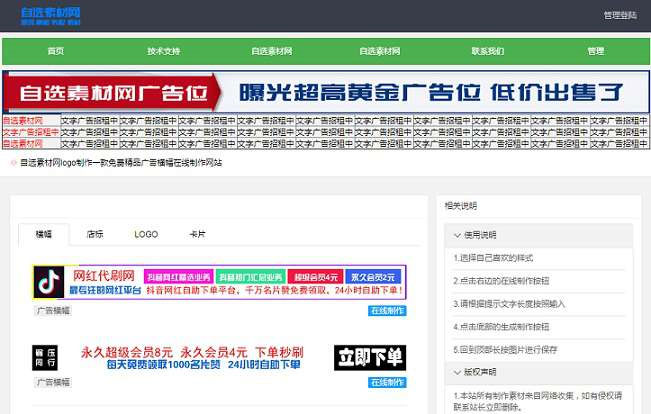 自选素材网
管理登陆
首页 技术支持 自选素材网 自选素材网 联系我们 管理
自选素材网广告位 曝光超高黄金广告位 低价出售了
自选素材网 文字广告招租中 文字广告招租中 文字广告招租中 文字广告招租中 文字广告招租中 文字广告招租中 文字广告招租中 文字广告招租中 文字广告招租中 文字广告招租中
文字广告招租中 文字广告招租中 文字广告招租中 文字广告招租中 文字广告招租中 文字广告招租中 文字广告招租中 文字广告招租中 文字广告招租中 文字广告招租中 文字广告招租中
自选素材网 文字广告招租中 文字广告招租中 文字广告招租中 文字广告招租中 文字广告招租中 文字广告招租中 文字广告招租中 文字广告招租中 文字广告招租中 文字广告招租中
自选素材网logo制作一款免费精品广告横幅在线制作网站
横幅 店标 LOGO 卡片
网红代刷网 抖音网红精选业务 抖音热门汇总业务 超级会员4元 永久会员2元
最专业的网红平台 抖音网红自助下单平台，千万名片赞免费领取，24小时自助下单！
广告横幅 在线制作
永久超级会员8元 永久会员4元 下单秒刷
每天免费领取1000名片赞 24小时自助下单
立即下单
广告横幅 在线制作
相关说明
使用说明
1.选择自己喜欢的样式
2.点击右边的在线制作按钮
3.请根据提示文字长度按照输入
4.点击底部的生成制作按钮
5.回到顶部长按图片进行保存
版权声明
1.本站所有制作素材来自网络收集，如有侵权请
联系站长立即删除。